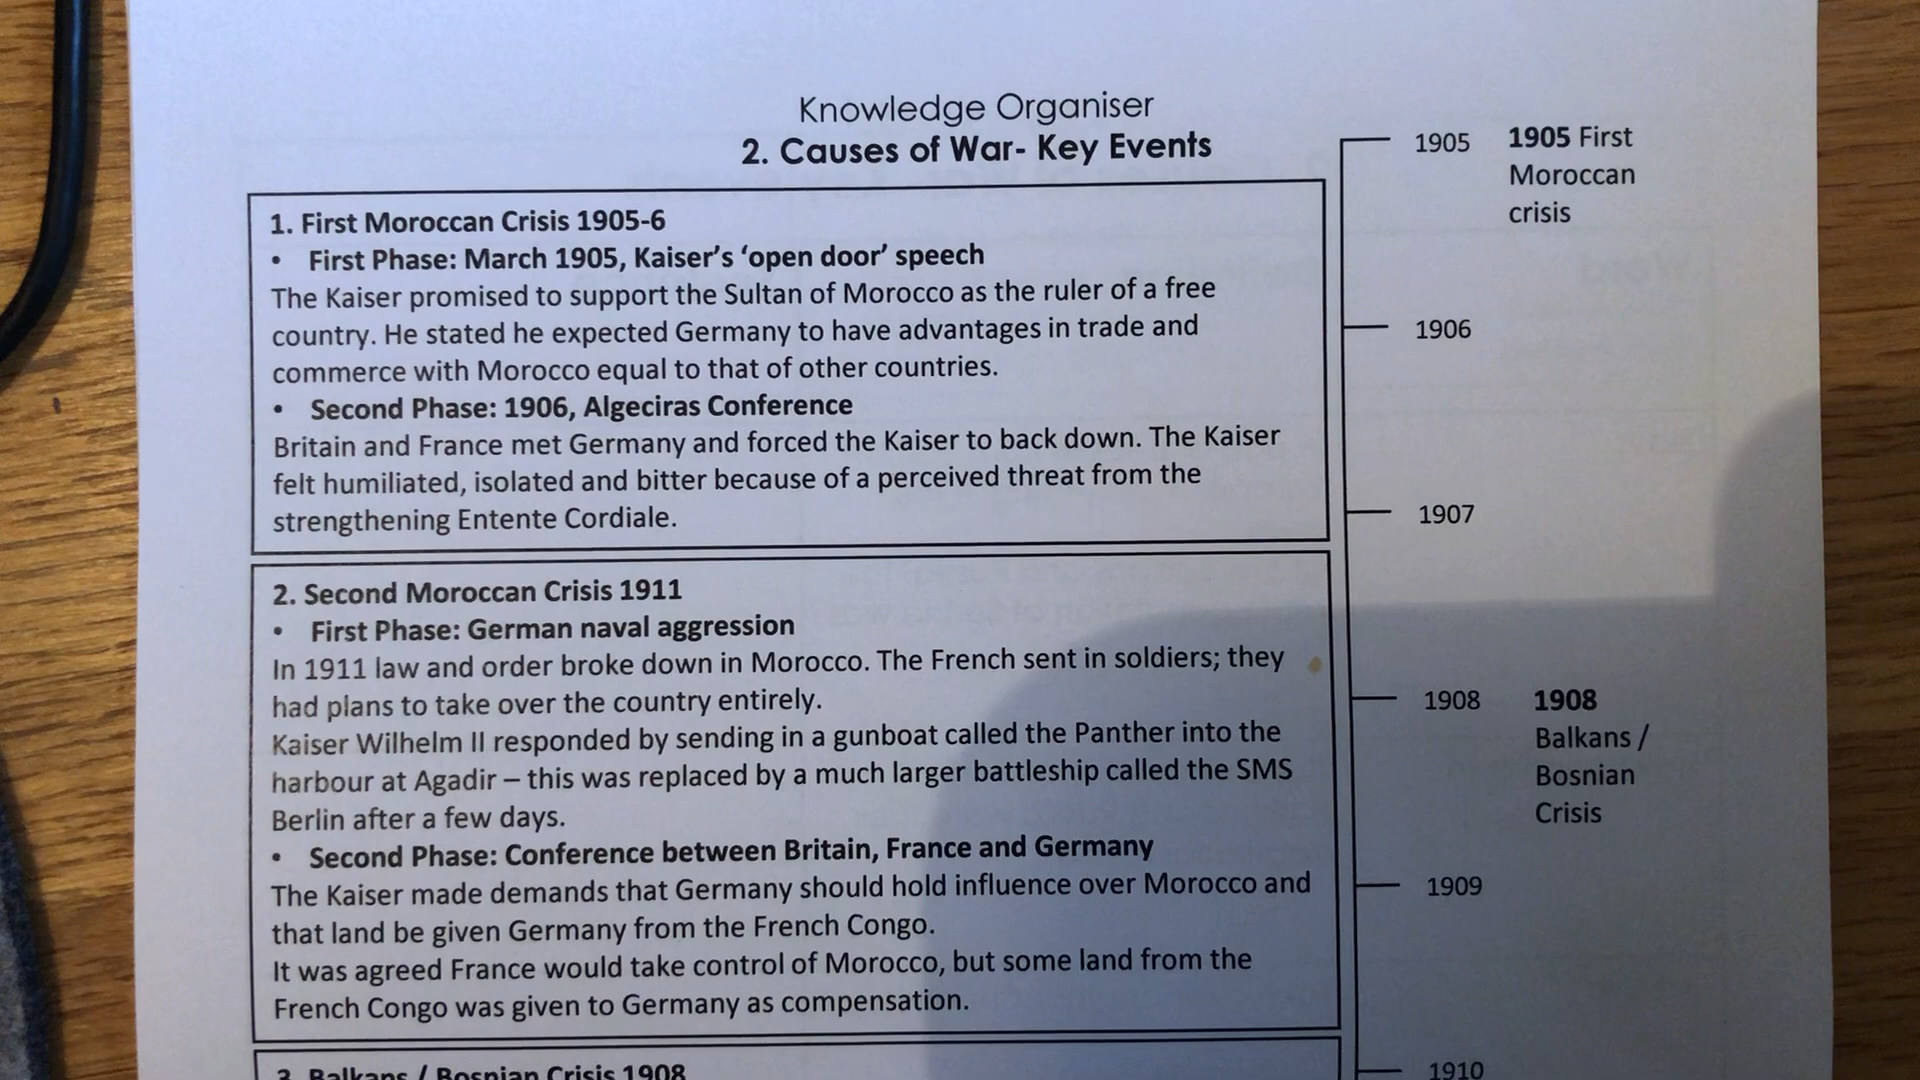 Knowledge Organiser
2. Causes of War- Key Events
1. First Moroccan Crisis 1905-6
• First Phase: March 1905, Kaiser's 'open door' speech
The Kaiser promised to support the Sultan of Morocco as the ruler of a free
country. He stated he expected Germany to have advantages in trade and
commerce with Morocco equal to that of other countries.
• Second Phase: 1906, Algeciras Conference
Britain and France met Germany and forced the Kaiser to back down. The Kaiser
felt humiliated, isolated and bitter because of a perceived threat from the
strengthening Entente Cordiale.
2. Second Moroccan Crisis 1911
• First Phase: German naval aggression
In 1911 law and order broke down in Morocco. The French sent in soldiers; they
had plans to take over the country entirely.
Kaiser Wilhelm II responded by sending in a gunboat called the Panther into the
harbour at Agadir – this was replaced by a much larger battleship called the SMS
Berlin after a few days.
• Second Phase: Conference between Britain, France and Germany
The Kaiser made demands that Germany should hold influence over Morocco and
that land be given Germany from the French Congo.
It was agreed France would take control of Morocco, but some land from the
French Congo was given to Germany as compensation.
3. Balkans / Bosnian Crisis 1908
1905
1905 First
Moroccan
crisis
1906
1907
1908
1908
Balkans /
Bosnian
Crisis
1909
1910